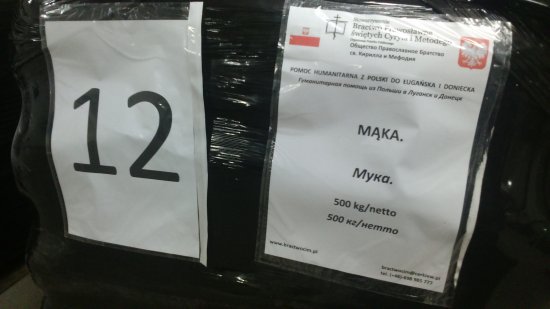 12
Stowarzyszenie
Bractwo Prawosławne
Świętych Cyryla i Metodego
Общество Православное Братство
св. Кирилла и Мефодия
POMOC HUMANITARNA Z POLSKI DO ŁUGAŃSKA I DONIECKA
Гуманитарная помощь из Польши в Луганск и Донецк
MĄKA.
Мука.
500 kg/netto
500 кг/нетто
www.bractwocim.pl